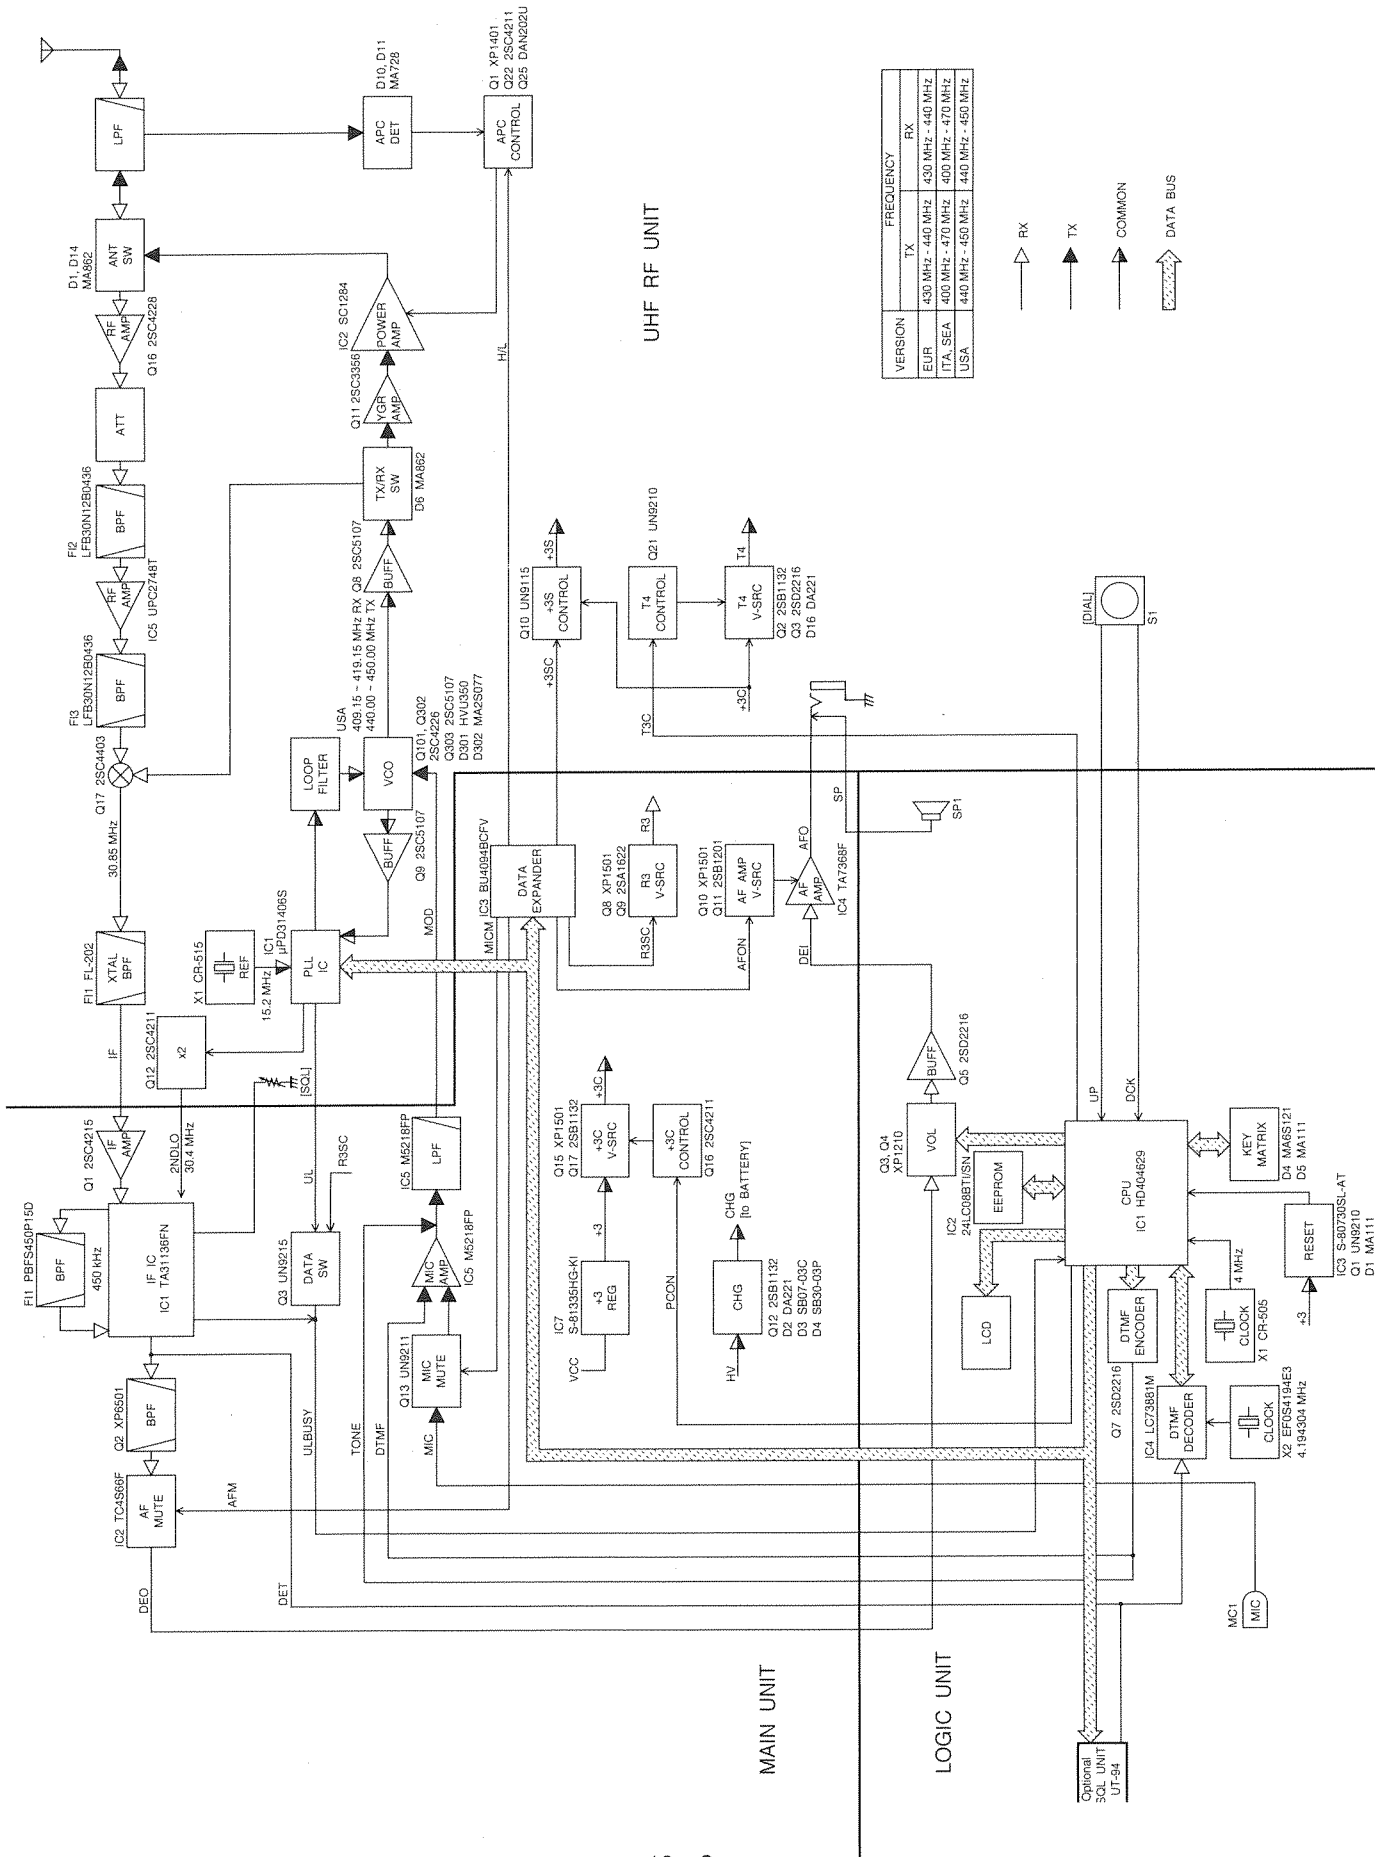 LPF
ANT
SW
D1, D14
MA862
RF
AMP
Q16 2SC4228
ATT
FI2
LFB30N12B0436
BPF
RF
AMP
IC5 UPC2748T
FI3
LFB30N12B0436
BPF
Q17 2SC4403
30.85 MHz
FI1 FL-202
XTAL
BPF
IF
Q1 2SC4215
IF
AMP
FI1 PBFS450P15D
BPF
450 kHz
IF IC
IC1 TA31136FN
Q2 XP6501
BPF
IC2 TC4S66F
AF
MUTE
D10, D11
MA728
APC
DET
Q1 XP1401
Q22 2SC4211
Q25 DAN202U
APC
CONTROL
IC2 SC1284
POWER
AMP
Q11 2SC3356
YGR
AMP
TX/RX
SW
D6 MA862
BUFF
Q8 2SC5107
USA
409.15 ~ 419.15 MHz RX
440.00 ~ 450.00 MHz TX
VCO
Q101, Q302
2SC4226
Q303 2SC5107
D301 HVU350
D302 MA2S077
LOOP
FILTER
BUFF
Q9 2SC5107
IC1
µPD31406S
PLL
IC
X1 CR-515
REF
15.2 MHz
Q12 2SC4211
x2
2NDLO
30.4 MHz
[SQL]
UL
R3SC
Q3 UN9215
DATA
SW
MOD
IC5 M5218FP
LPF
MIC
AMP
IC5 M5218FP
Q13 UN9211
MIC
MUTE
MIC
DTMF
TONE
ULBUSY
AFM
DEO
DET
H/L
MICM
IC3 BU4094BCFV
DATA
EXPANDER
UHF RF UNIT
VERSION
FREQUENCY
TX RX
EUR 430 MHz - 440 MHz 430 MHz - 440 MHz
ITA, SEA 400 MHz - 470 MHz 400 MHz - 470 MHz
USA 440 MHz - 450 MHz 440 MHz - 450 MHz
RX
TX
COMMON
DATA BUS
Q10 UN9115
+3S
CONTROL
+3S
+3SC
T4
CONTROL
Q21 UN9210
T3C
T4
V-SRC
T4
Q2 2SB1132
Q3 2SD2216
D16 DA221
+3C
Q8 XP1501
Q9 2SA1622
R3
V-SRC
R3
R3SC
Q10 XP1501
Q11 2SB1201
AF AMP
V-SRC
AFON
AF
AMP
IC4 TA7368F
AFO
DEI
SP
SP1
Q15 XP1501
Q17 2SB1132
+3C
V-SRC
+3C
+3C
CONTROL
Q16 2SC4211
IC7
S-81335HG-KI
+3
REG
+3
VCC
PCON
CHG
[to BATTERY]
CHG
HV
Q12 2SB1132
D2 DA221
D3 SB07-03C
D4 SB30-03P
MAIN UNIT
LOGIC UNIT
[DIAL]
S1
UP
DCK
BUFF
Q5 2SD2216
Q3, Q4
XP1210
VOL
IC2
24LC08BTI/SN
EEPROM
LCD
CPU
IC1 HD404629
KEY
MATRIX
D4 MA6S121
D5 MA111
RESET
IC3 S-80730SL-AT
Q1 UN9210
D1 MA111
+3
4 MHz
CLOCK
X1 CR-505
DTMF
ENCODER
Q7 2SD2216
IC4 LC73881M
DTMF
DECODER
CLOCK
X2 EF0S4194E3
4.194304 MHz
MC1
MIC
Optional
SQL UNIT
UT-94